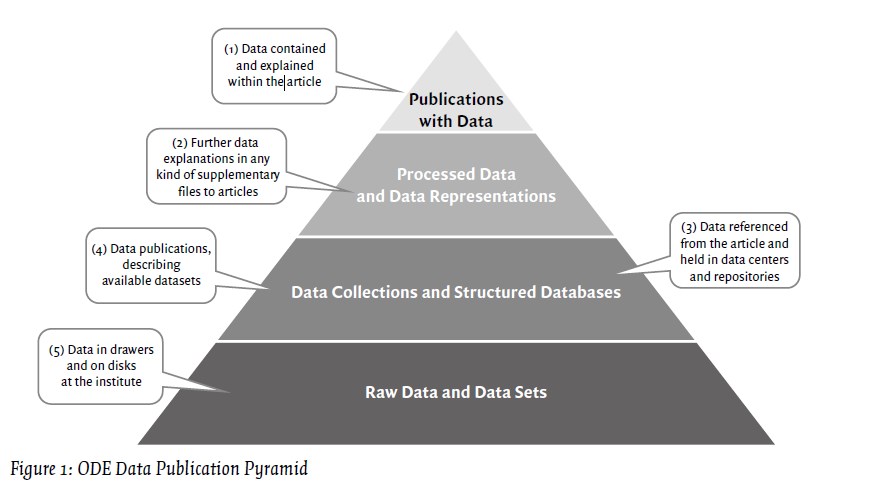 (1) Data contained
and explained
within the article
Publications
with Data
(2) Further data
explanations in any
kind of supplementary
files to articles
Processed Data
and Data Representations
(3) Data referenced
from the article and
held in data centers
and repositories
(4) Data publications,
describing
available datasets
Data Collections and Structured Databases
(5) Data in drawers
and on disks
at the institute
Raw Data and Data Sets
Figure 1: ODE Data Publication Pyramid